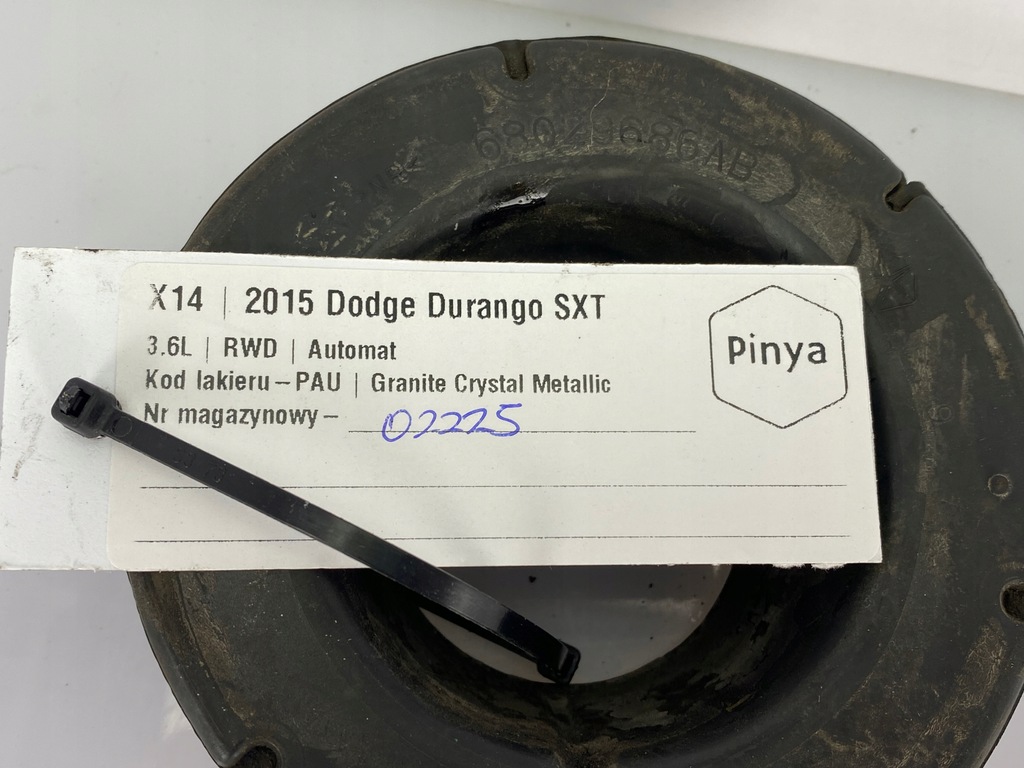 68029686AB
X14 | 2015 Dodge Durango SXT
3.6L | RWD | Automat
Kod lakieru – PAU | Granite Crystal Metallic
Nr magazynowy – 02225
Pinya